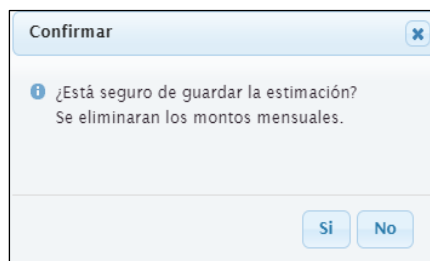 Confirmar
¿Está seguro de guardar la estimación?
Se eliminaran los montos mensuales.
Si No